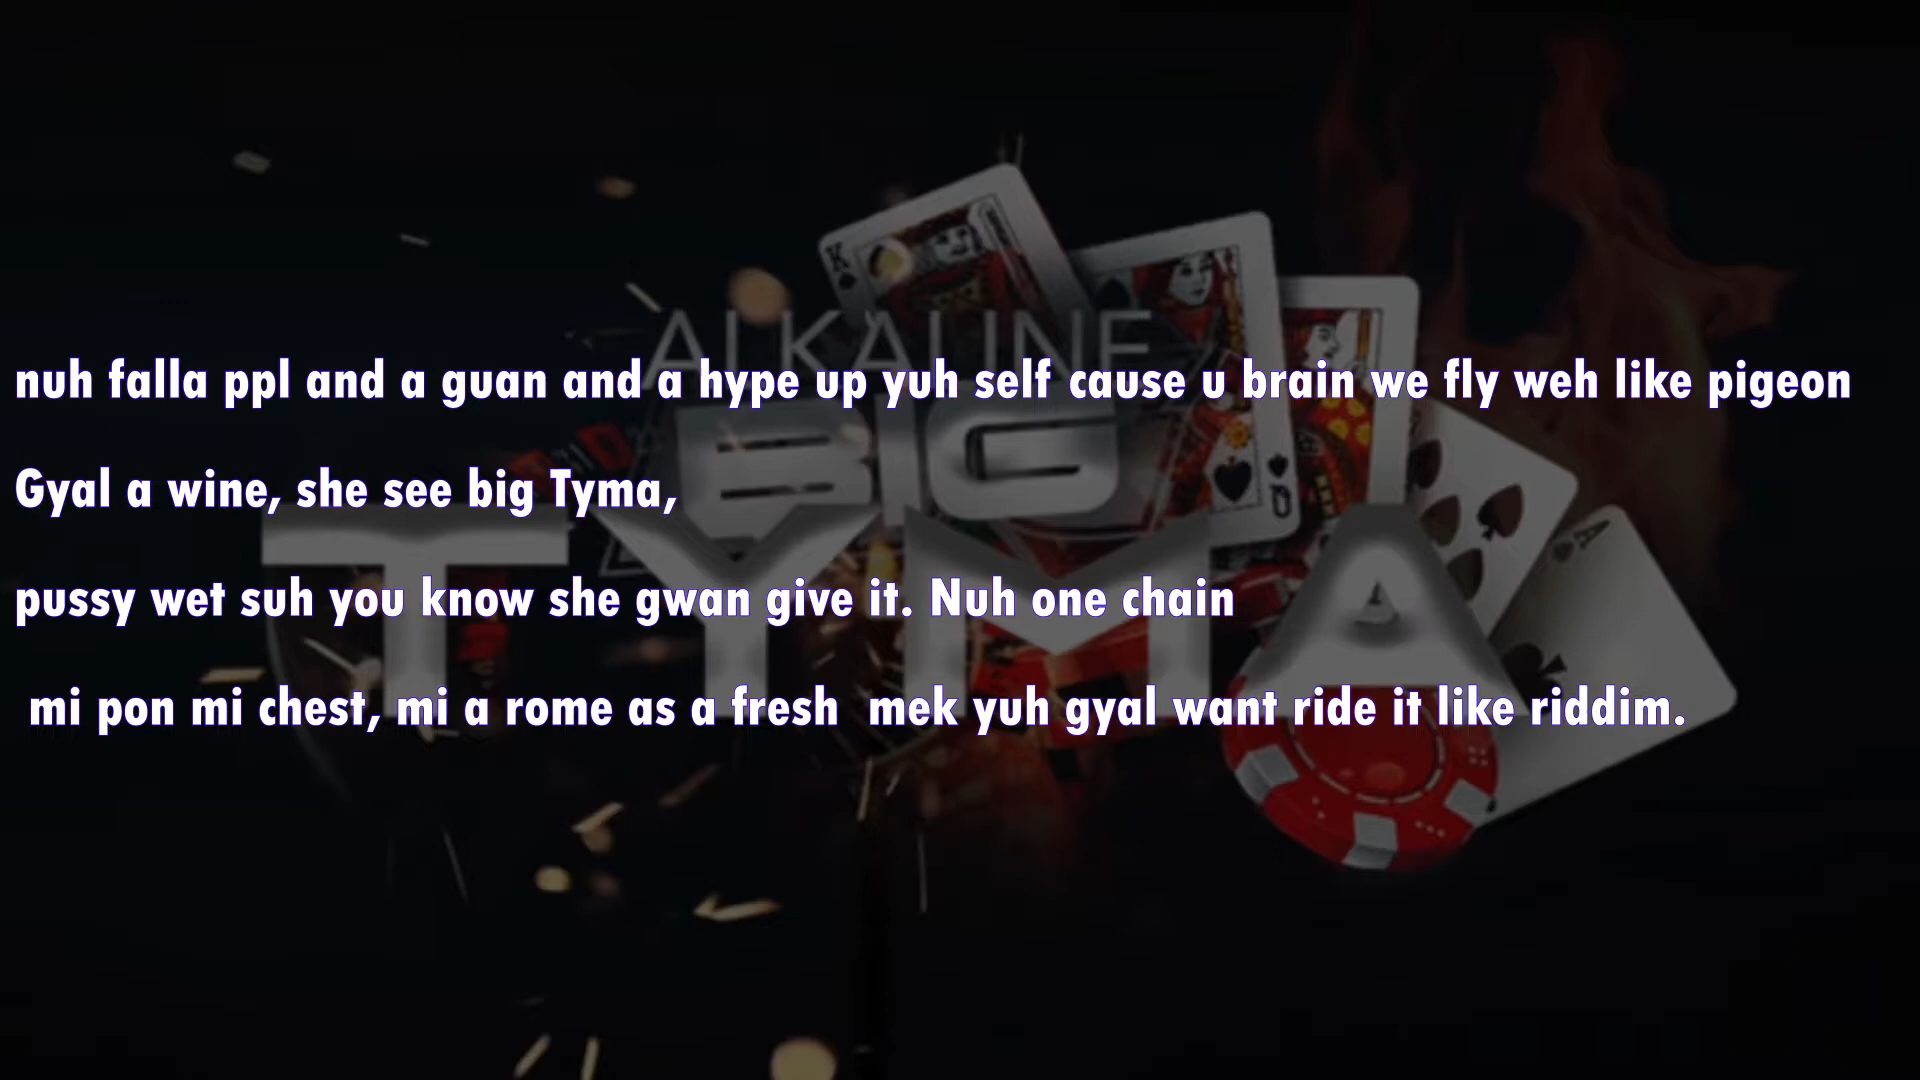 K
ALKALINE
nuh falla ppl and a guan and a hype up yuh self cause u brain we fly weh like pigeon
BIG
Gyal a wine, she see big Tyma,
Q
TYMA
A
pussy wet suh you know she gwan give it. Nuh one chain
mi pon mi chest, mi a rome as a fresh  mek yuh gyal want ride it like riddim.